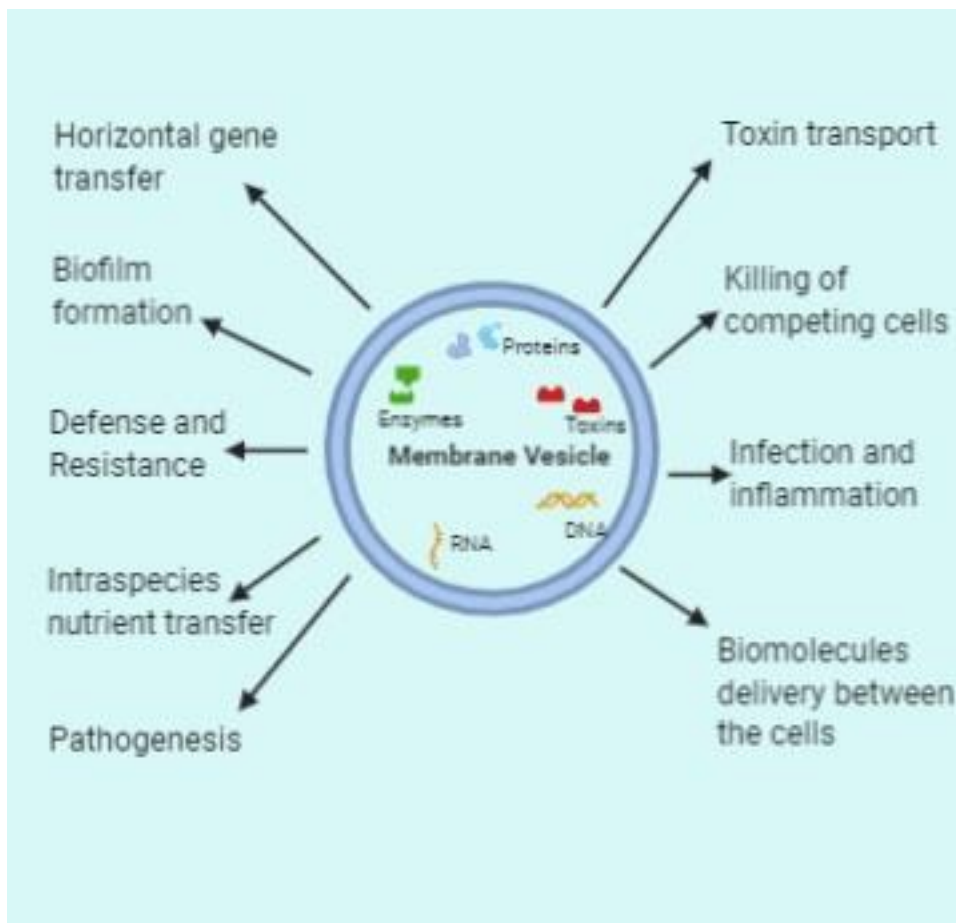 Horizontal gene
transfer
Biofilm
formation
Defense and
Resistance
Intraspecies
nutrient transfer
Pathogenesis
Proteins
Enzymes
Toxins
Membrane Vesicle
DNA
RNA
Toxin transport
Killing of
competing cells
Infection and
inflammation
Biomolecules
delivery between
the cells